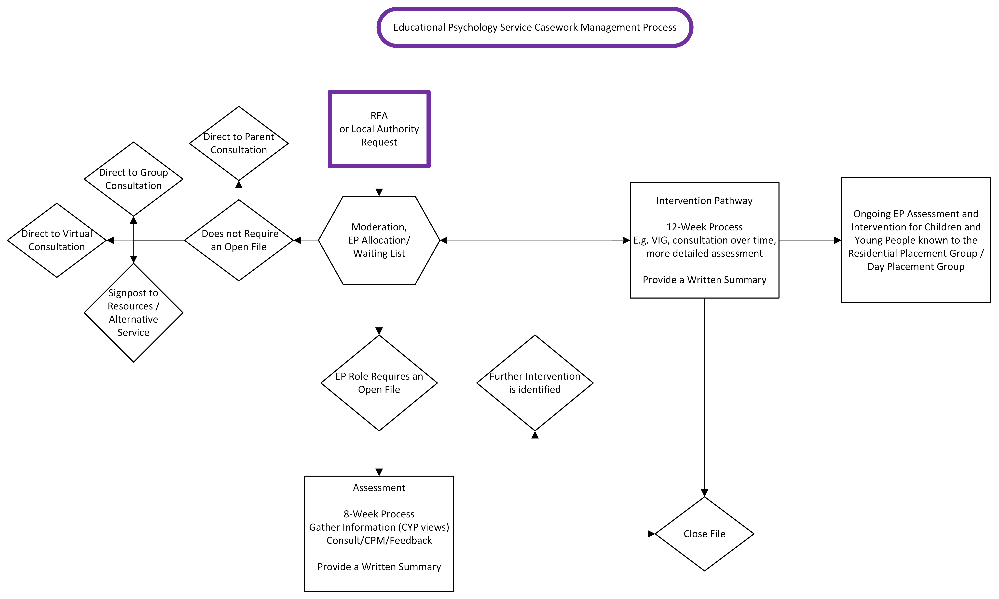 Educational Psychology Service Casework Management Process
RFA
or Local Authority
Request
Direct to Parent
Consultation
Direct to Group
Consultation
Direct to Virtual
Consultation
Signpost to
Resources /
Alternative
Service
Does not Require
an Open File
Moderation,
EP Allocation/
Waiting List
Intervention Pathway
12-Week Process
E.g. VIG, consultation over time,
more detailed assessment
Provide a Written Summary
Ongoing EP Assessment and
Intervention for Children and
Young People known to the
Residential Placement Group /
Day Placement Group
EP Role Requires an
Open File
Further Intervention
is identified
Assessment
8-Week Process
Gather Information (CYP views)
Consult/CPM/Feedback
Provide a Written Summary
Close File